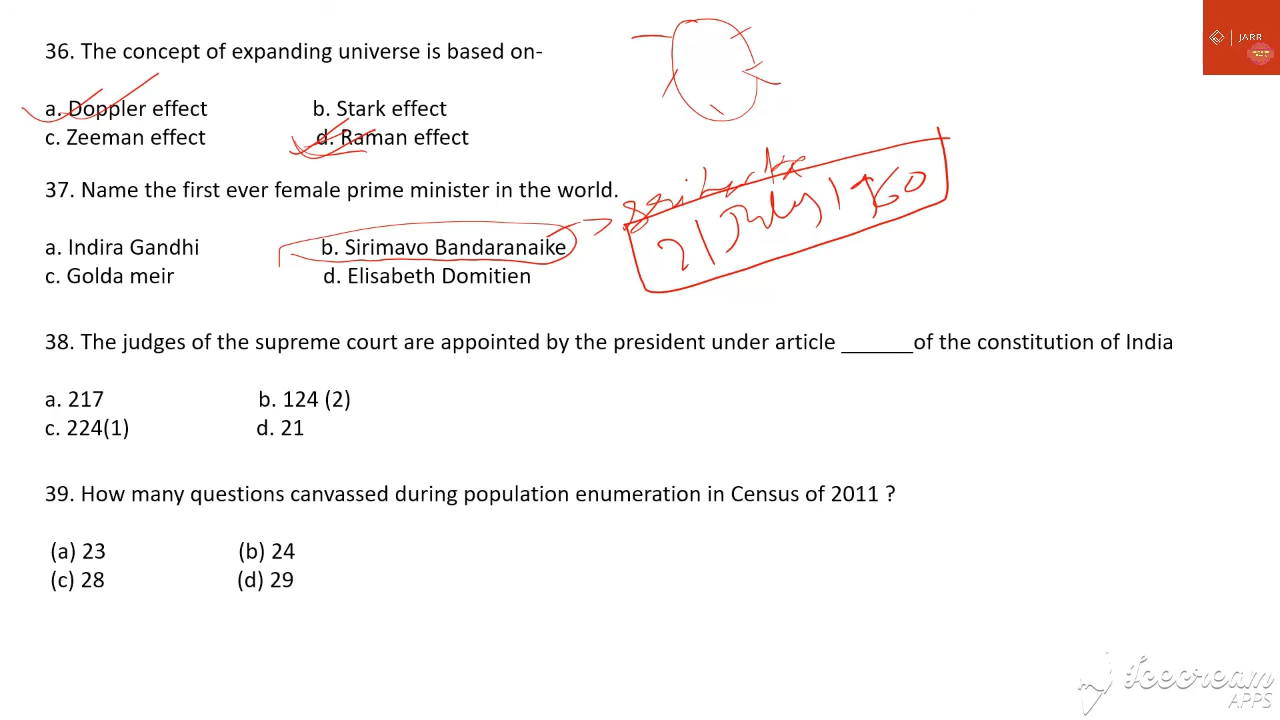 JARR
36. The concept of expanding universe is based on-
a. Doppler effect b. Stark effect
c. Zeeman effect d. Raman effect
37. Name the first ever female prime minister in the world.
21 July 1960
a. Indira Gandhi b. Sirimavo Bandaranaike
c. Golda meir d. Elisabeth Domitien
38. The judges of the supreme court are appointed by the president under article ______of the constitution of India
a. 217 b. 124 (2)
c. 224(1) d. 21
39. How many questions canvassed during population enumeration in Census of 2011 ?
(a) 23 (b) 24
(c) 28 (d) 29
Icecream
APPS